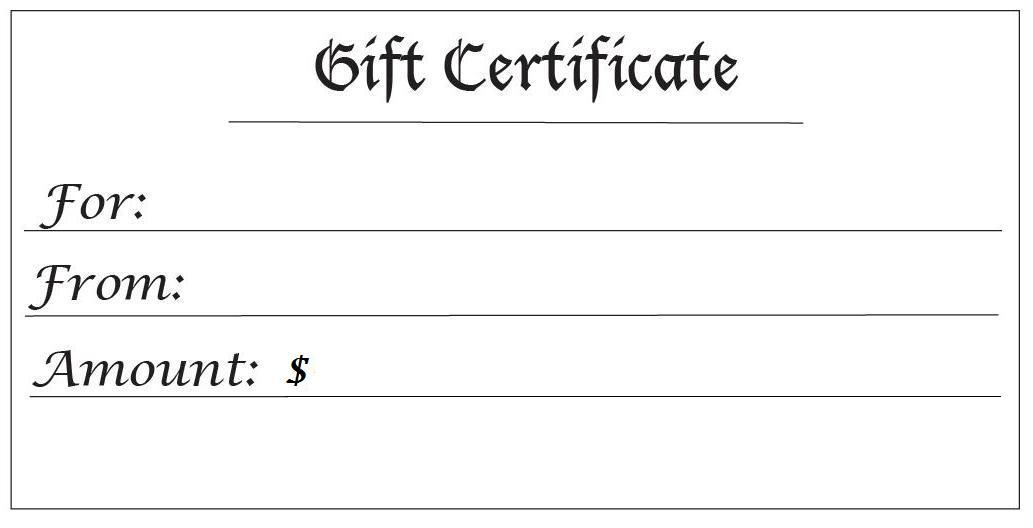 Gift Certificate
For:
From:
Amount: $